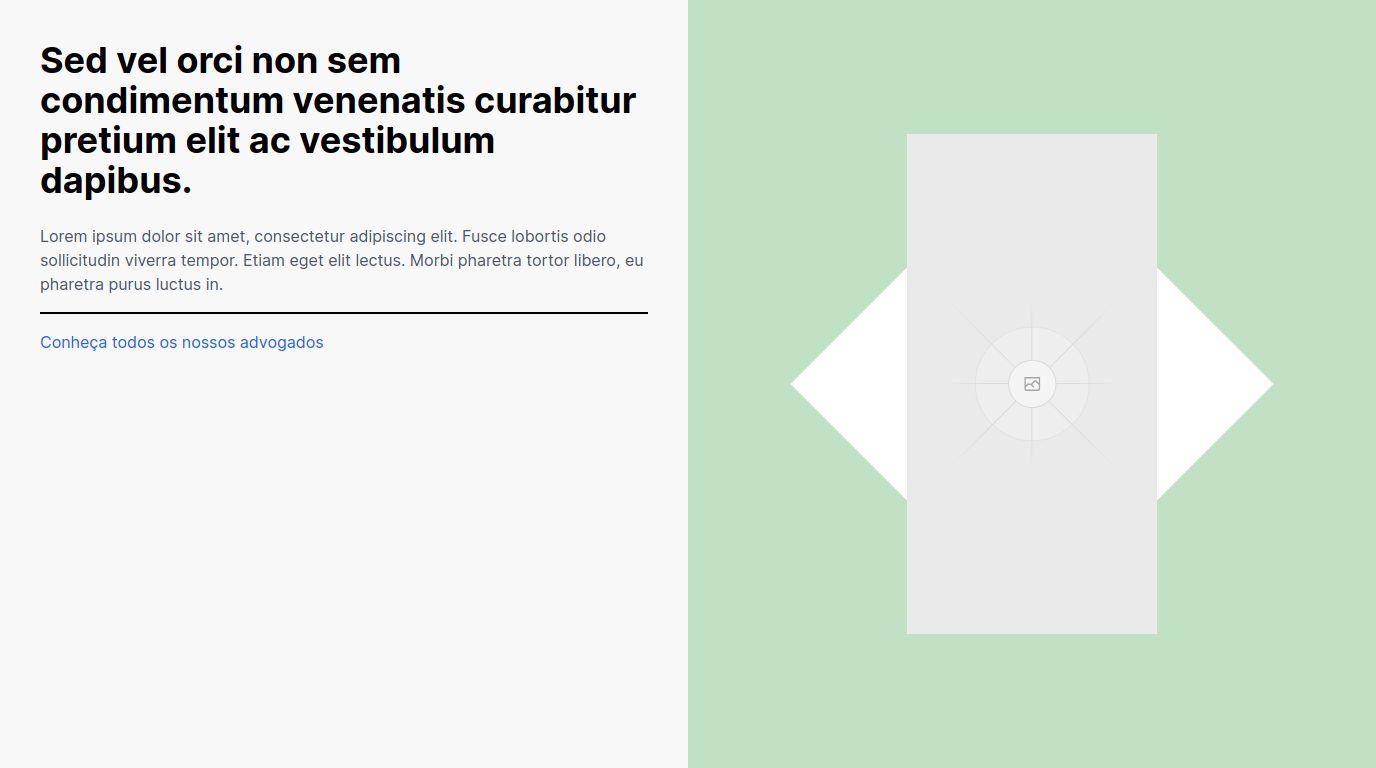 Sed vel orci non sem
condimentum venenatis curabitur
pretium elit ac vestibulum
dapibus.
Lorem ipsum dolor sit amet, consectetur adipiscing elit. Fusce lobortis odio
sollicitudin viverra tempor. Etiam eget elit lectus. Morbi pharetra tortor libero, eu
pharetra purus luctus in.
Conheça todos os nossos advogados